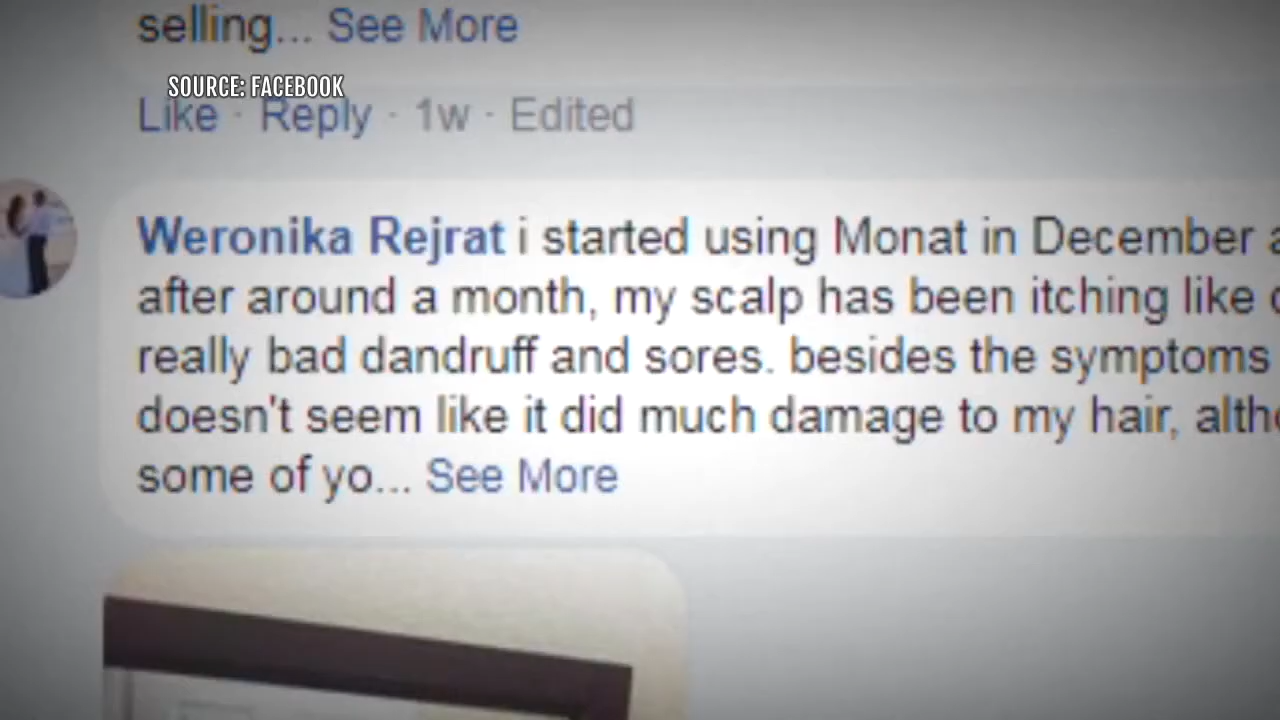 selling... See More
SOURCE: FACEBOOK
Like · Reply · 1w · Edited
Weronika Rejrat i started using Monat in December
after around a month, my scalp has been itching like
really bad dandruff and sores. besides the symptoms
doesn't seem like it did much damage to my hair,
some of yo... See More